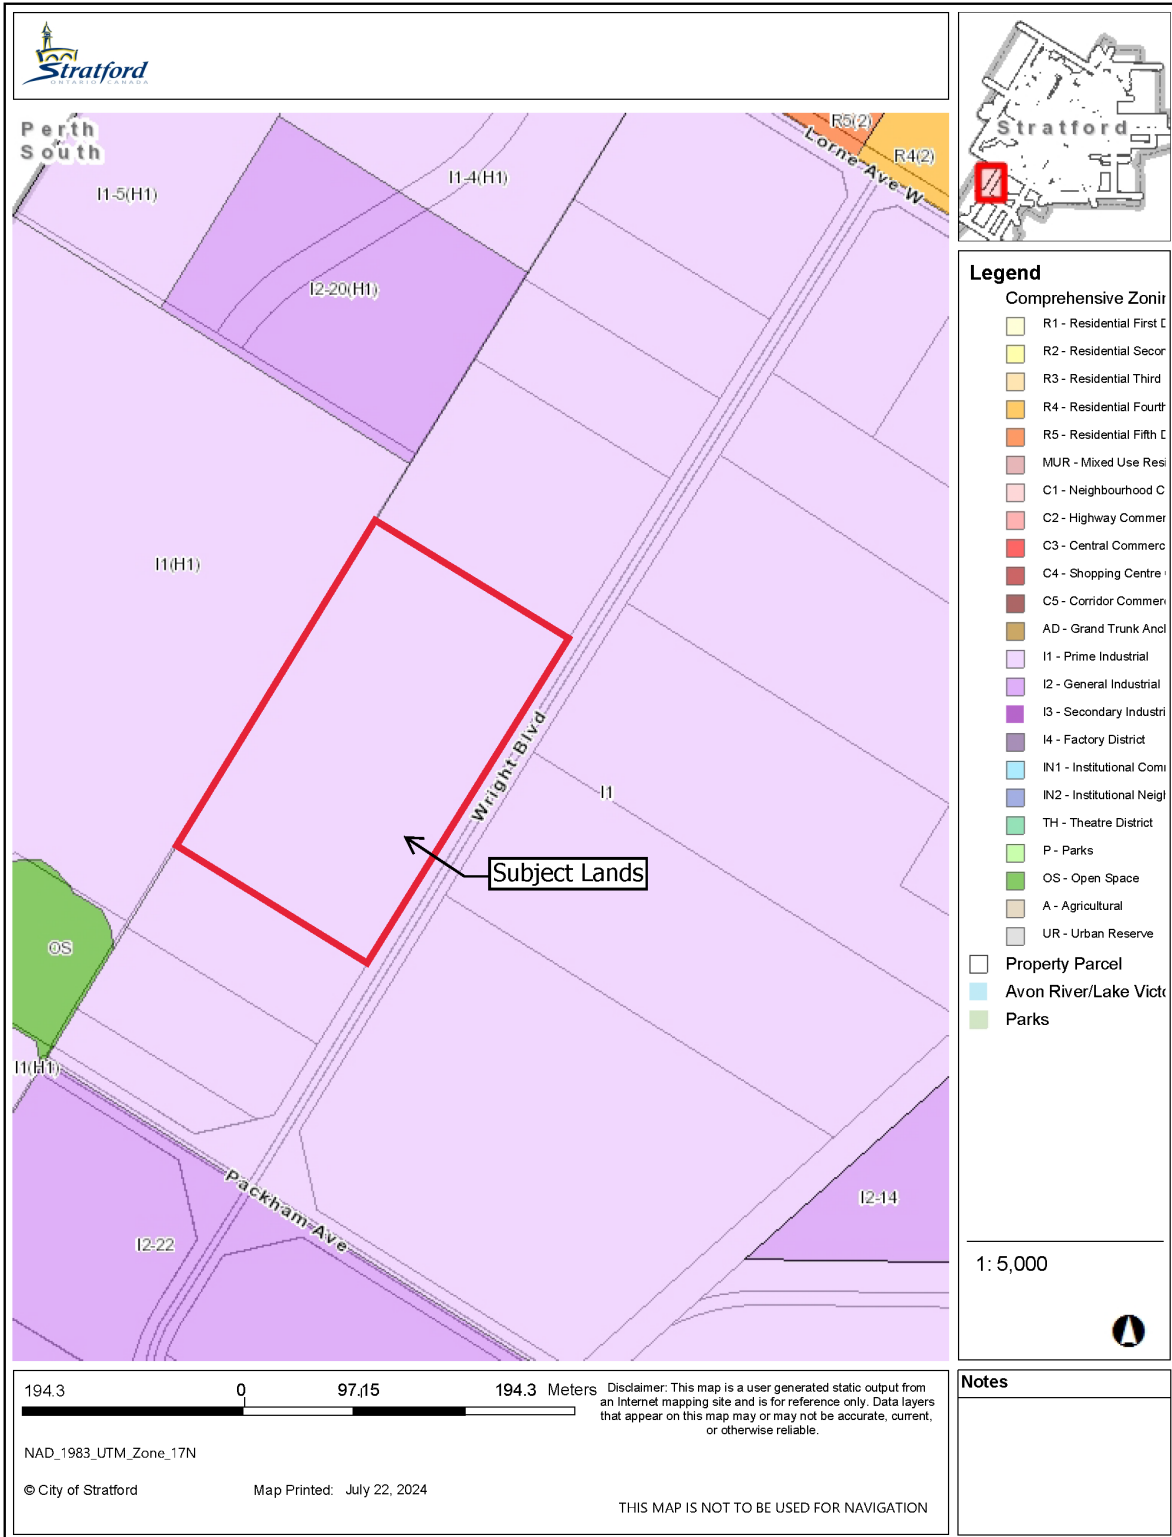 Stratford
ONTARIO CANADA
Perth
South
I1-5(H1)
I1-4(H1)
R5(2)
R4(2)
Lorne Ave W
I2-20(H1)
I1(H1)
Wright Blvd
I1
Subject Lands
OS
I1(H1)
Packham Ave
I2-22
I2-14
Stratford
Legend
Comprehensive Zonin
R1 - Residential First D
R2 - Residential Secon
R3 - Residential Third
R4 - Residential Fourth
R5 - Residential Fifth D
MUR - Mixed Use Resi
C1 - Neighbourhood C
C2 - Highway Commer
C3 - Central Commerc
C4 - Shopping Centre
C5 - Corridor Commer
AD - Grand Trunk Anc
I1 - Prime Industrial
I2 - General Industrial
I3 - Secondary Industri
I4 - Factory District
IN1 - Institutional Com
IN2 - Institutional Neig
TH - Theatre District
P - Parks
OS - Open Space
A - Agricultural
UR - Urban Reserve
Property Parcel
Avon River/Lake Victo
Parks
1: 5,000
194.3 0 97.15 194.3 Meters
Disclaimer: This map is a user generated static output from
an Internet mapping site and is for reference only. Data layers
that appear on this map may or may not be accurate, current,
or otherwise reliable.
NAD_1983_UTM_Zone_17N
© City of Stratford
Map Printed: July 22, 2024
THIS MAP IS NOT TO BE USED FOR NAVIGATION
Notes